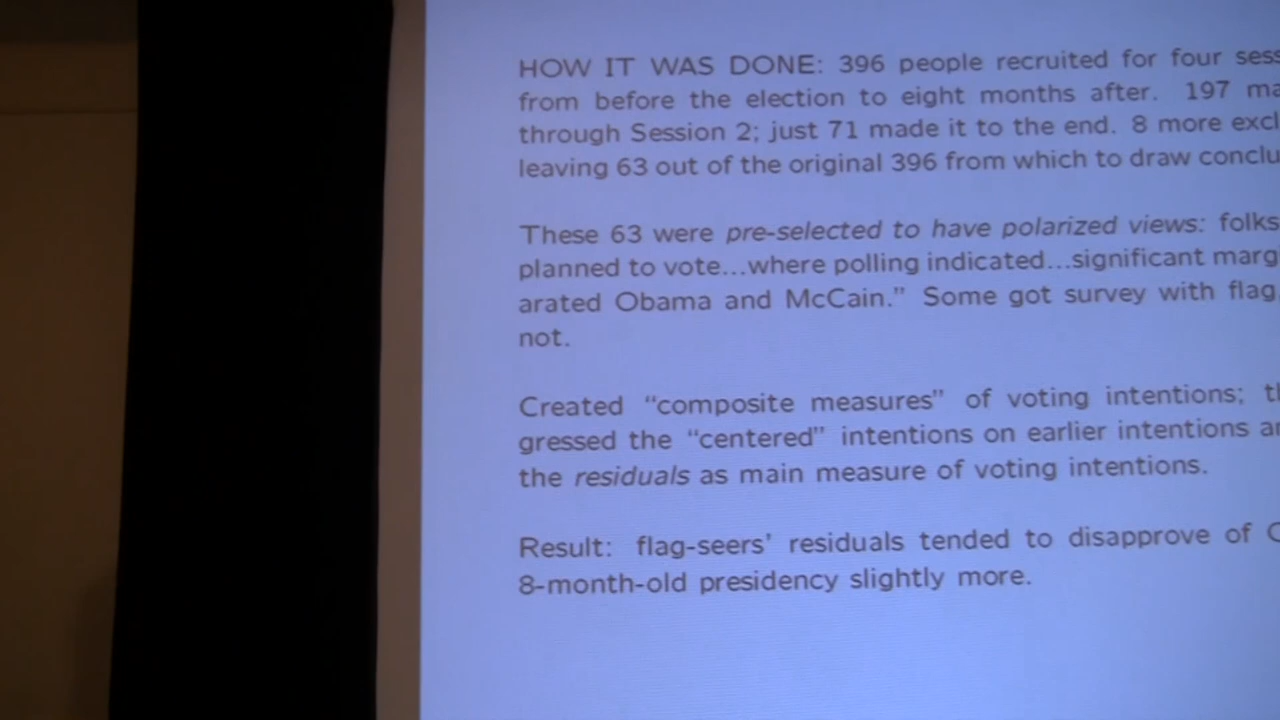 HOW IT WAS DONE: 396 people recruited for four
from before the election to eight months after. 197
through Session 2; just 71 made it to the end. 8 more
leaving 63 out of the original 396 from which to draw
These 63 were pre-selected to have polarized views: folks
planned to vote...where polling indicated...significant
arated Obama and McCain." Some got survey with flag
not.
Created "composite measures" of voting intentions;
gressed the "centered" intentions on earlier intentions
the residuals as main measure of voting intentions.
Result: flag-seers' residuals tended to disapprove of
8-month-old presidency slightly more.